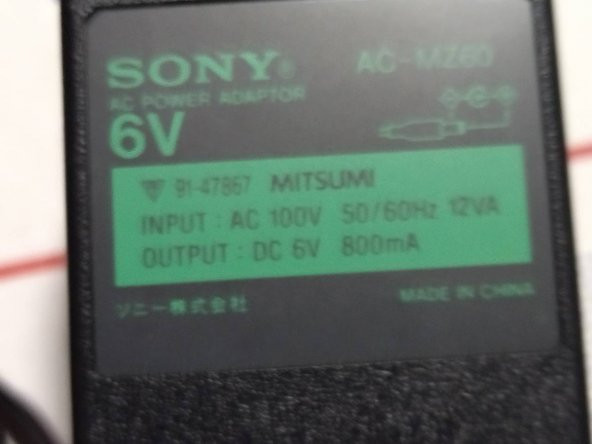 SONY® AC-MZ60
AC POWER ADAPTOR
6V
91-47867 MITSUMI
INPUT : AC 100V 50/60Hz 12VA
OUTPUT : DC 6V 800mA
ソニー株式会社 MADE IN CHINA